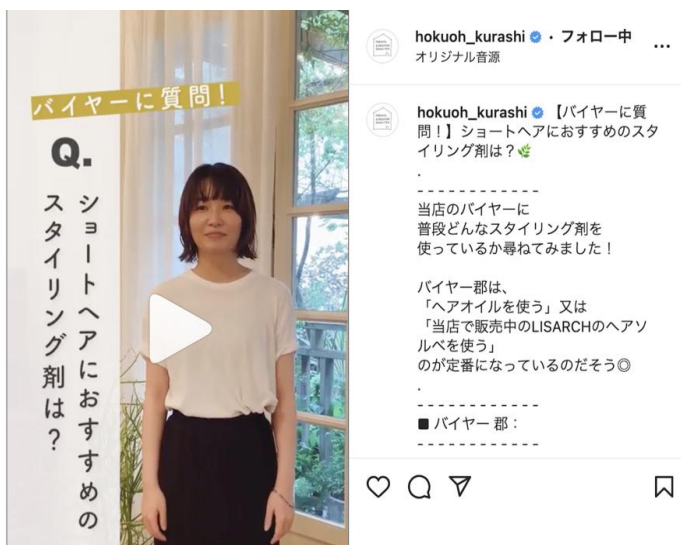 バイヤーに質問！
Q.
ショートヘアにおすすめの
スタイリング剤は？
hokuoh_kurashi • フォロー中
オリジナル音源
hokuoh_kurashi 【バイヤーに質
問！】ショートヘアにおすすめのスタ
イリング剤は？🌿
.
- - - - - - - - - - - -
当店のバイヤーに
普段どんなスタイリング剤を
使っているか尋ねてみました！
バイヤー郡は、
「ヘアオイルを使う」又は
「当店で販売中のLISARCHのヘアソ
ルベを使う」
のが定番になっているのだそう◎
.
- - - - - - - - - - - -
■ バイヤー 郡：
- - - - - - - - - - - -